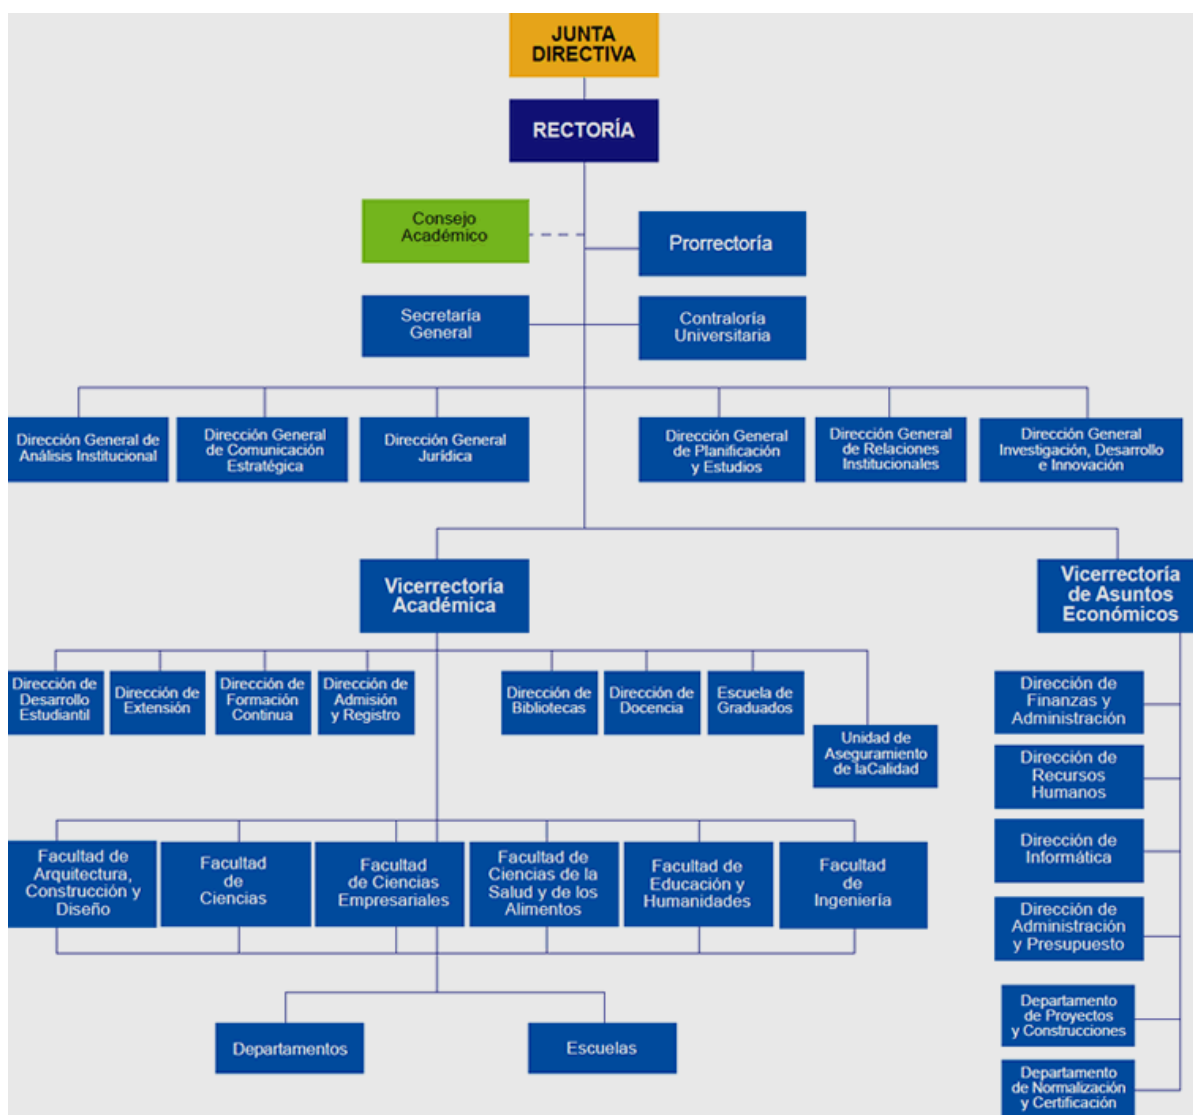 JUNTA
DIRECTIVA
RECTORÍA
Consejo
Académico
Prorrectoría
Secretaría
General
Contraloría
Universitaria
Dirección General de
Análisis Institucional
Dirección General
de Comunicación
Estratégica
Dirección General
Jurídica
Dirección General
de Planificación
y Estudios
Dirección General
de Relaciones
Institucionales
Dirección General
Investigación, Desarrollo
e Innovación
Vicerrectoría
Académica
Vicerrectoría
de Asuntos
Económicos
Dirección de
Desarrollo
Estudiantil
Dirección de
Extensión
Dirección de
Formación
Continua
Dirección de
Admisión
y Registro
Dirección de
Bibliotecas
Dirección de
Docencia
Escuela de
Graduados
Unidad de
Aseguramiento
de laCalidad
Dirección de
Finanzas y
Administración
Dirección de
Recursos
Humanos
Dirección de
Informática
Dirección de
Administración
y Presupuesto
Departamento
de Proyectos
y Construcciones
Departamento
de Normalización
y Certificación
Facultad de
Arquitectura,
Construcción y
Diseño
Facultad
de
Ciencias
Facultad
de Ciencias
Empresariales
Facultad de
Ciencias de la
Salud y de los
Alimentos
Facultad de
Educación y
Humanidades
Facultad
de
Ingeniería
Departamentos
Escuelas